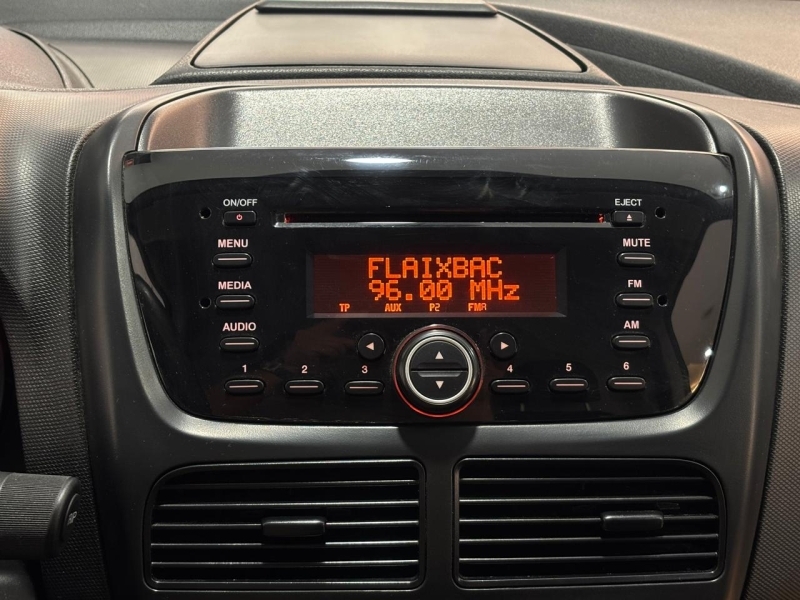 ON/OFF
EJECT
MENU
MUTE
MEDIA
FM
AUDIO
AM
FLAIXBAC
96.00 MHz
TP AUX P2 FMA
1 2 3 4 5 6